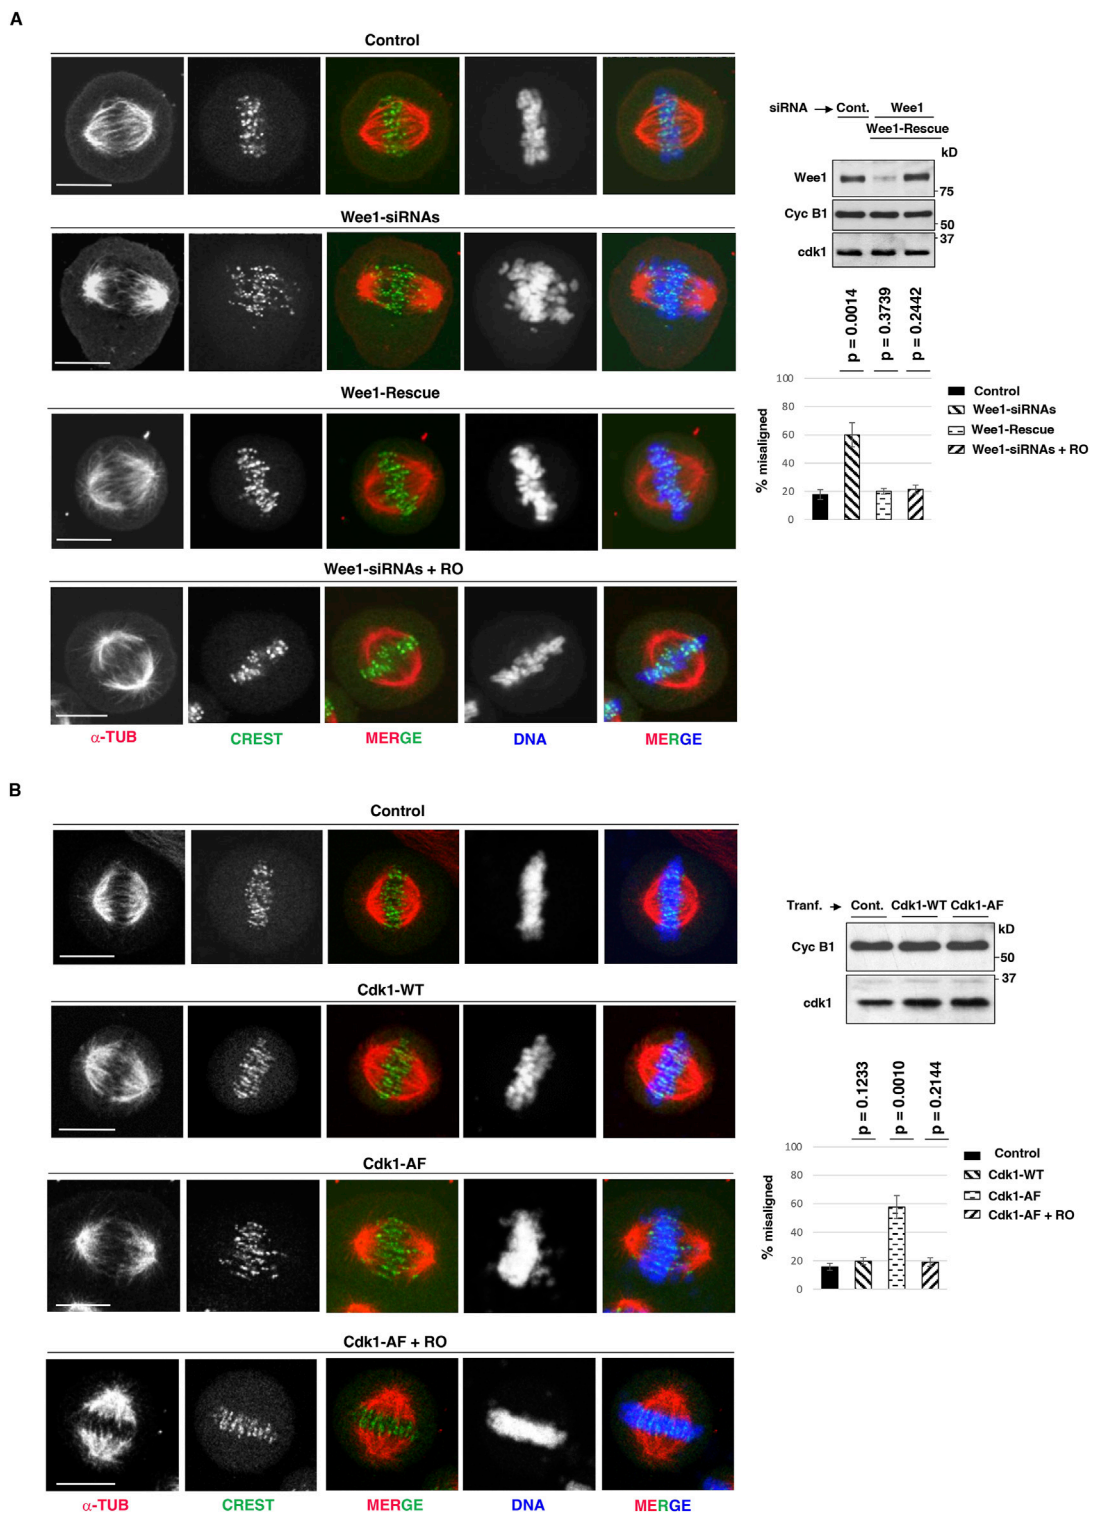 A
Control
Wee1-siRNAs
Wee1-Rescue
Wee1-siRNAs + RO
α-TUB CREST MERGE DNA MERGE
siRNA Cont. Wee1
Wee1-Rescue
kD
Wee1
75
Cyc B1
50
37
cdk1
p = 0.0014
p = 0.3739
p = 0.2442
% misaligned
100
80
60
40
20
0
Control
Wee1-siRNAs
Wee1-Rescue
Wee1-siRNAs + RO
B
Control
Cdk1-WT
Cdk1-AF
Cdk1-AF + RO
α-TUB CREST MERGE DNA MERGE
Tranf. Cont. Cdk1-WT Cdk1-AF
kD
Cyc B1
50
37
cdk1
p = 0.1233
p = 0.0010
p = 0.2144
% misaligned
100
80
60
40
20
0
Control
Cdk1-WT
Cdk1-AF
Cdk1-AF + RO